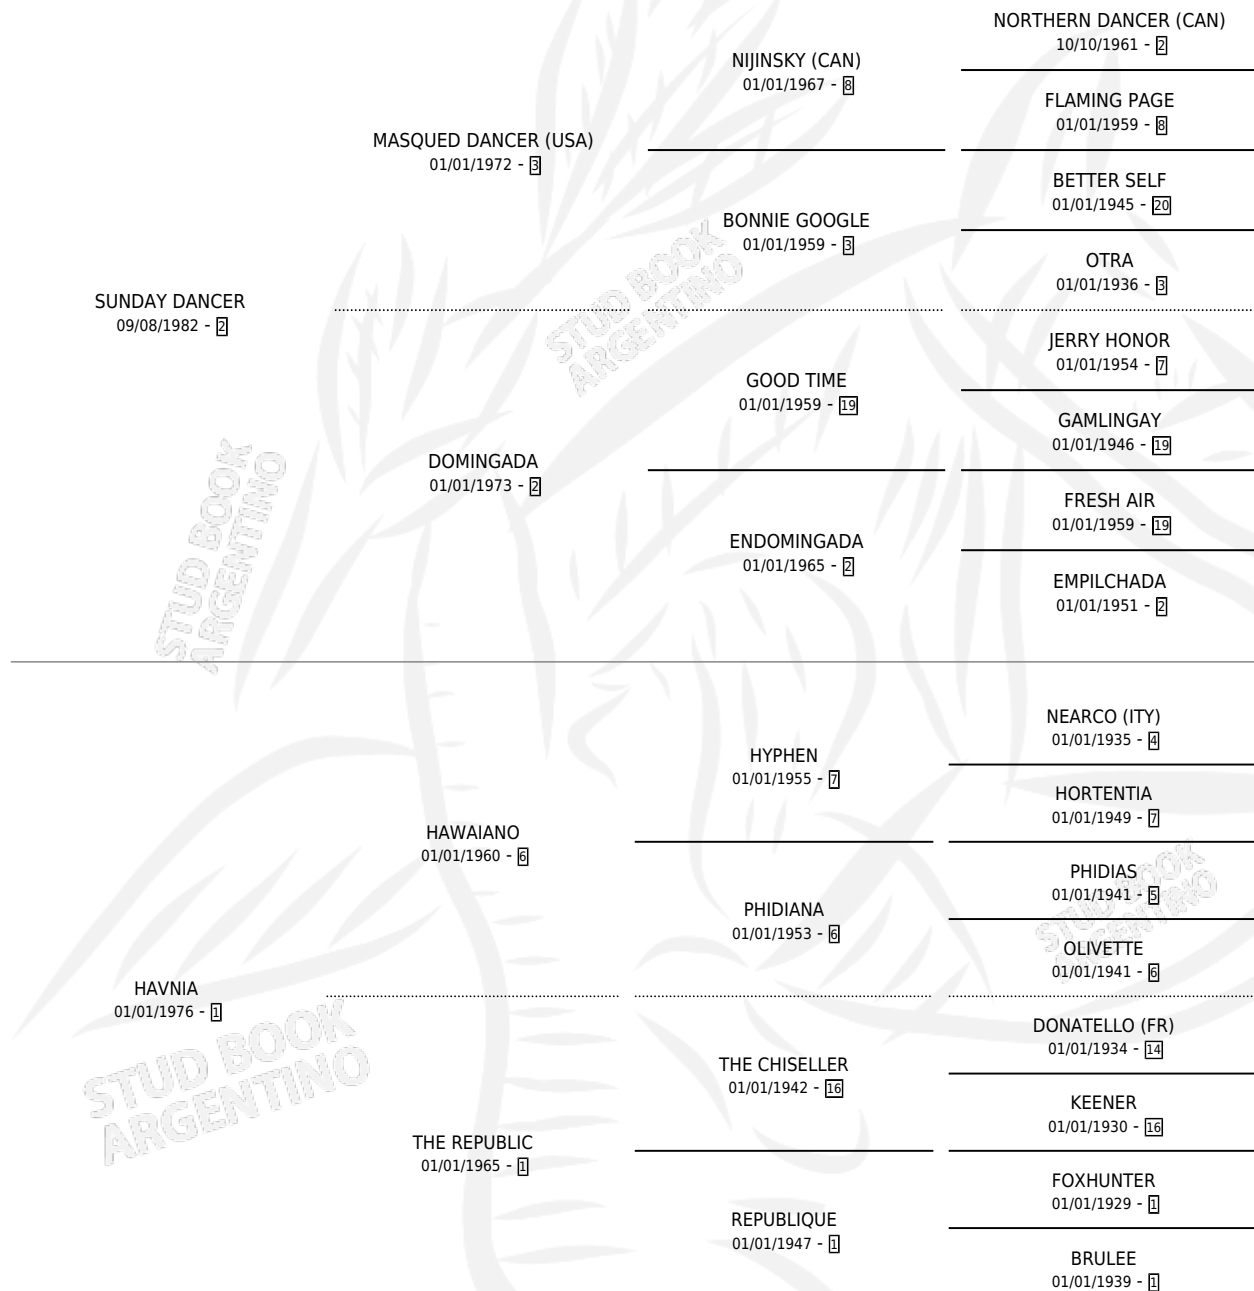 NORTHERN DANCER (CAN)
10/10/1961 - 2
NIJINSKY (CAN)
01/01/1967 - 8
FLAMING PAGE
01/01/1959 - 8
MASQUED DANCER (USA)
01/01/1972 - 3
BETTER SELF
01/01/1945 - 20
BONNIE GOOGLE
01/01/1959 - 3
OTRA
01/01/1936 - 3
SUNDAY DANCER
09/08/1982 - 2
JERRY HONOR
01/01/1954 - 7
GOOD TIME
01/01/1959 - 19
GAMLINGAY
01/01/1946 - 19
DOMINGADA
01/01/1973 - 2
FRESH AIR
01/01/1959 - 19
ENDOMINGADA
01/01/1965 - 2
EMPILCHADA
01/01/1951 - 2
STUD BOOK
ARGENTINO
STUD BOOK
ARGENTINO
NEARCO (ITY)
01/01/1935 - 4
HYPHEN
01/01/1955 - 7
HORTENTIA
01/01/1949 - 7
HAWAIANO
01/01/1960 - 6
PHIDIAS
01/01/1941 - 5
PHIDIANA
01/01/1953 - 6
OLIVETTE
01/01/1941 - 6
STUD BOOK
ARGENTINO
HAVNIA
01/01/1976 - 1
DONATELLO (FR)
01/01/1934 - 14
THE CHISELLER
01/01/1942 - 16
KEENER
01/01/1930 - 16
THE REPUBLIC
01/01/1965 - 1
FOXHUNTER
01/01/1929 - 1
REPUBLIQUE
01/01/1947 - 1
BRULEE
01/01/1939 - 1
STUD BOOK
ARGENTINO